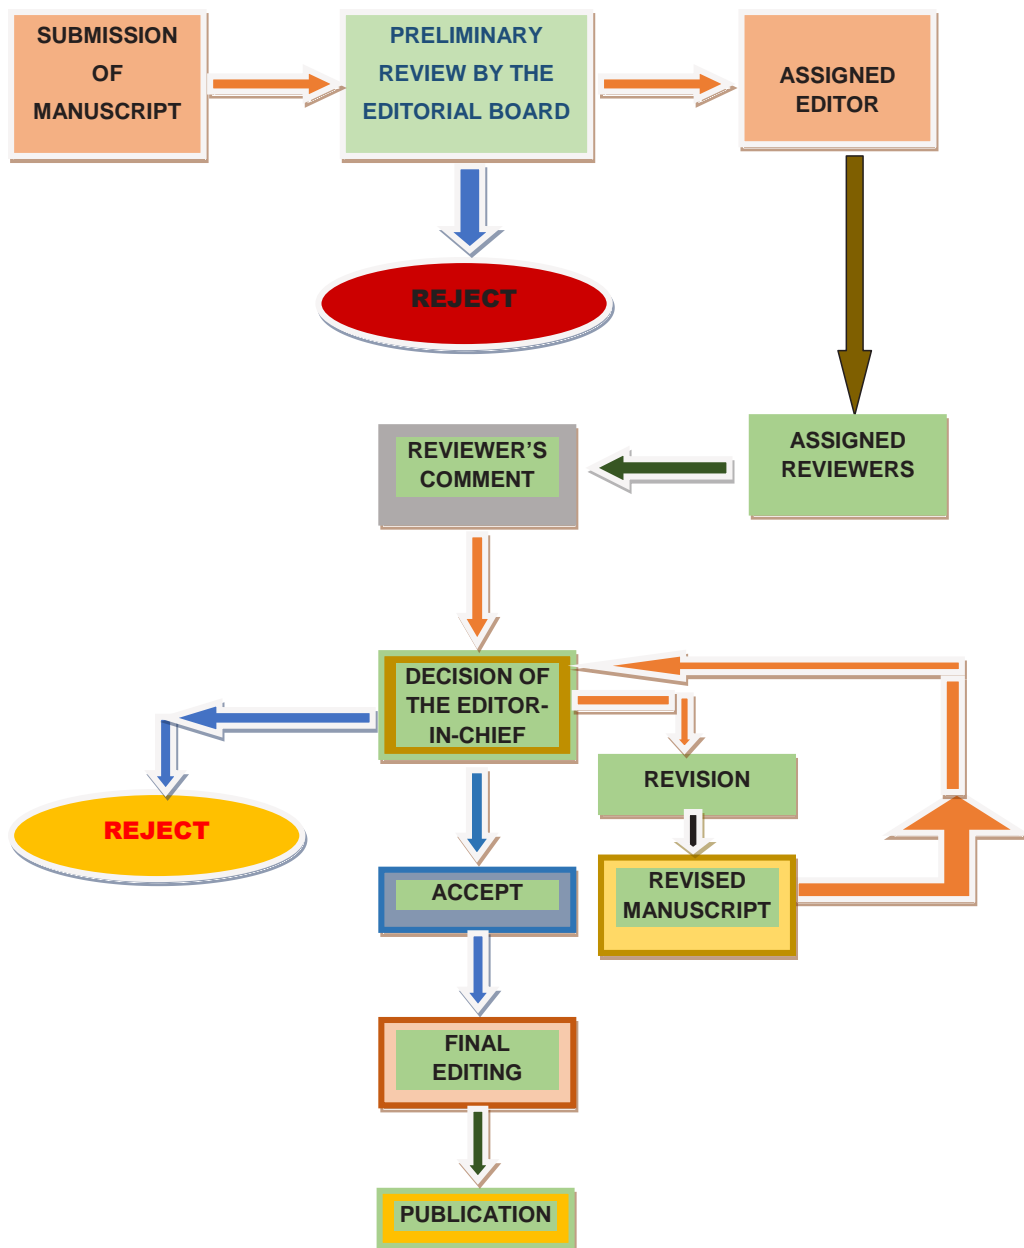 SUBMISSION
OF
MANUSCRIPT
PRELIMINARY
REVIEW BY THE
EDITORIAL BOARD
ASSIGNED
EDITOR
REJECT
ASSIGNED
REVIEWERS
REVIEWER’S
COMMENT
DECISION OF
THE EDITOR-
IN-CHIEF
REVISION
REJECT
REVISED
MANUSCRIPT
ACCEPT
FINAL
EDITING
PUBLICATION